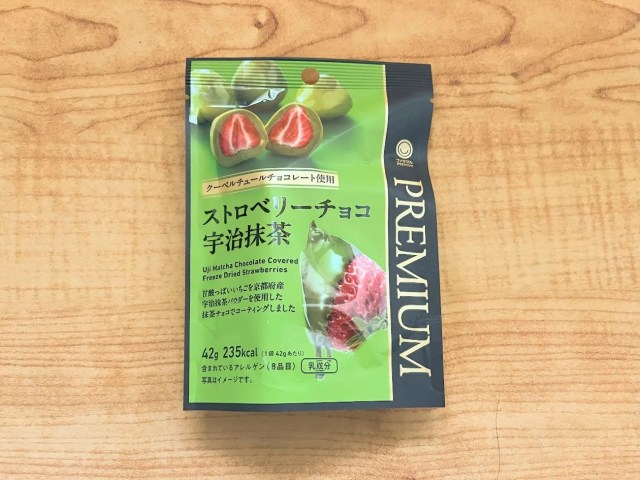 クーベルチュールチョコレート使用
ストロベリーチョコ
宇治抹茶
Uji Matcha Chocolate Covered
Freeze Dried Strawberries
甘酸っぱいいちごを京都府産
宇治抹茶パウダーを使用した
抹茶チョコでコーティングしました
42g 235kcal (1袋 42gあたり)
含まれているアレルゲン(8品目) 乳成分
写真はイメージです。
PREMIUM